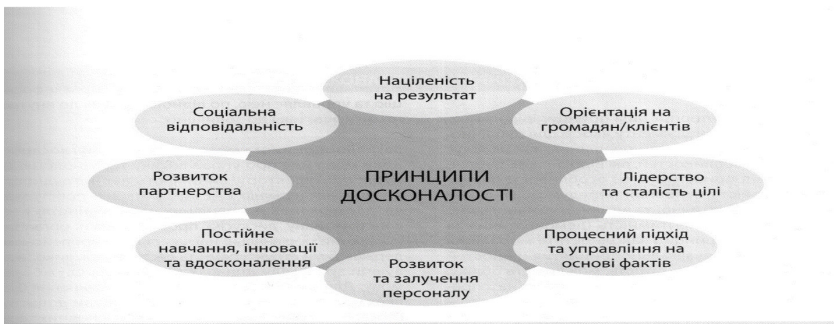 Націленість
на результат
Соціальна
відповідальність
Орієнтація на
громадян/клієнтів
Розвиток
партнерства
ПРИНЦИПИ
ДОСКОНАЛОСТІ
Лідерство
та сталість цілі
Постійне
навчання, інновації
та вдосконалення
Розвиток
та залучення
персоналу
Процесний підхід
та управління на
основі фактів